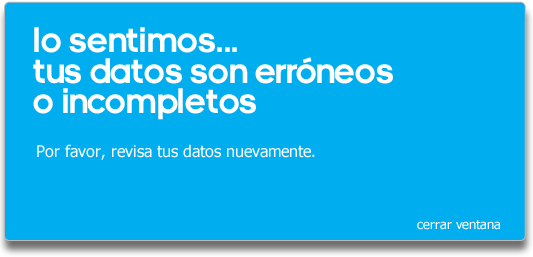 lo sentimos...
tus datos son erróneos
o incompletos
Por favor, revisa tus datos nuevamente.
cerrar ventana